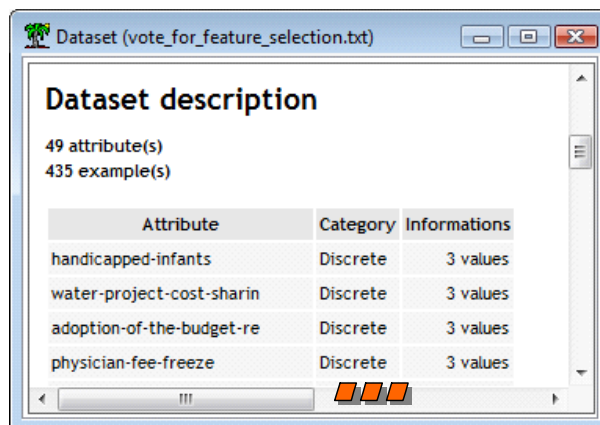 Dataset (vote_for_feature_selection.txt)
Dataset description
49 attribute(s)
435 example(s)
Attribute Category Informations
handicapped-infants Discrete 3 values
water-project-cost-sharin Discrete 3 values
adoption-of-the-budget-re Discrete 3 values
physician-fee-freeze Discrete 3 values